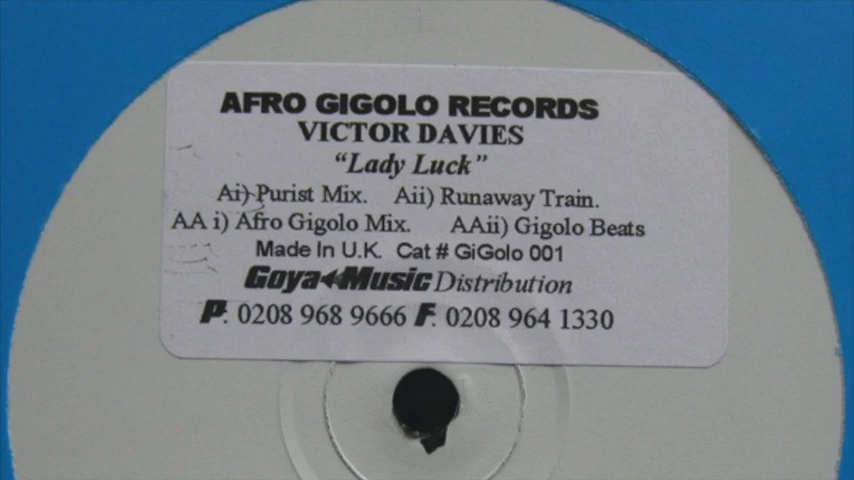 AFRO GIGOLO RECORDS
VICTOR DAVIES
"Lady Luck"
Ai) Purist Mix. Aii) Runaway Train.
AA i) Afro Gigolo Mix. AAii) Gigolo Beats
Made In U.K. Cat # GiGolo 001
Goya Music Distribution
P. 0208 968 9666 F. 0208 964 1330